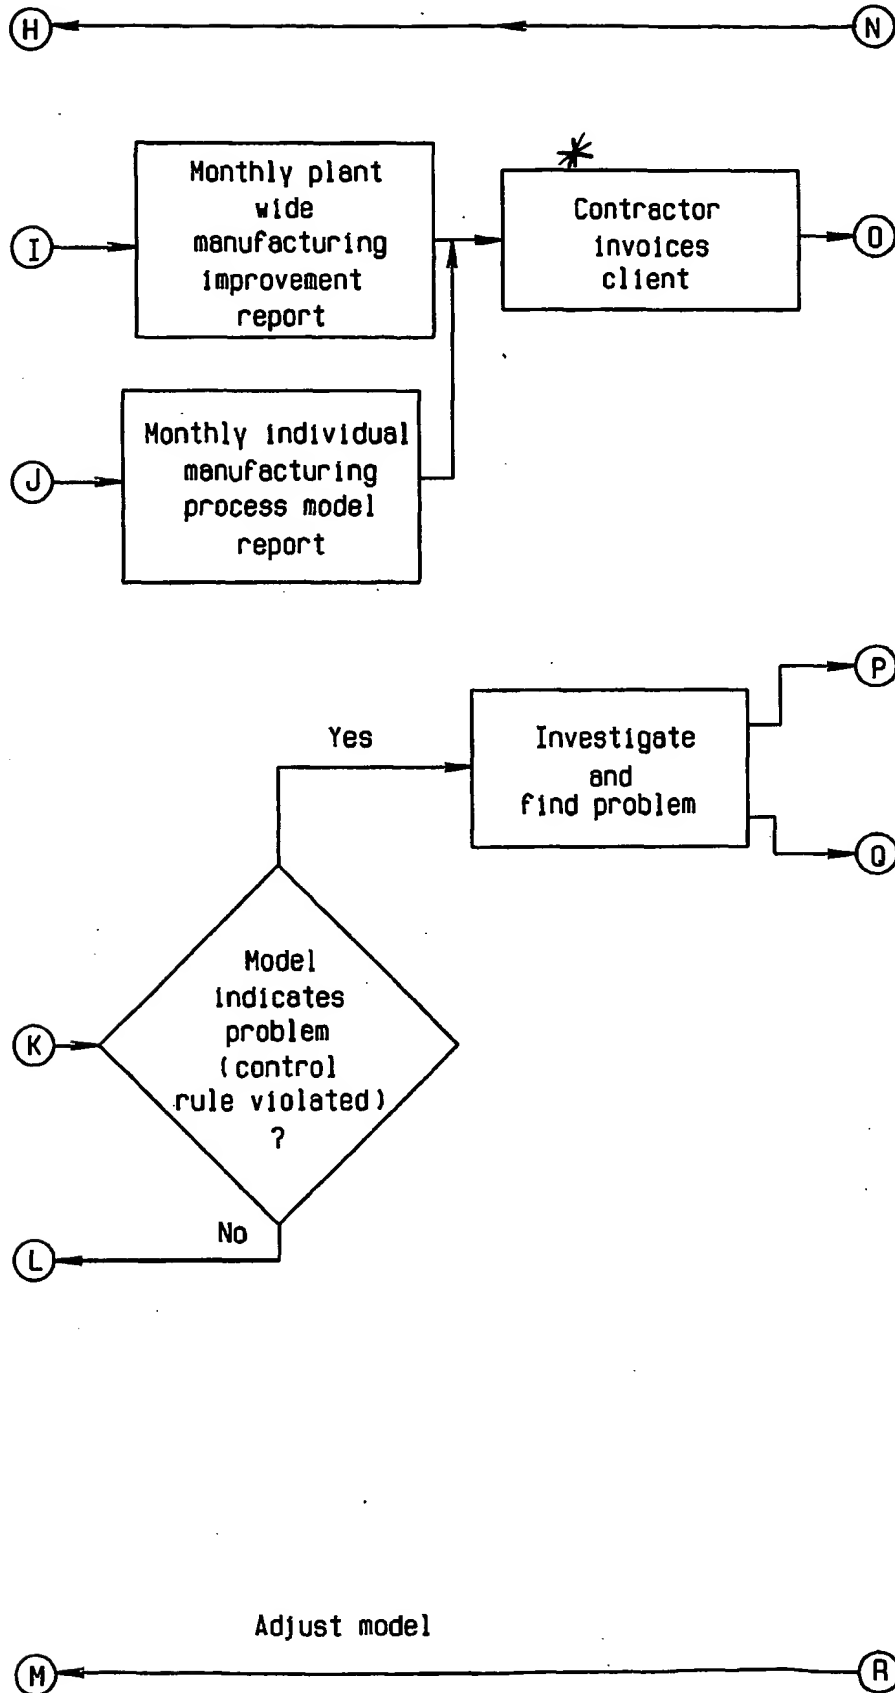 H
N
Monthly plant
wide
manufacturing
improvement
report
*
Contractor
invoices
client
I
O
Monthly individual
manufacturing
process model
report
J
P
Yes
Investigate
and
find problem
Q
Model
indicates
problem
(control
rule violated)
?
K
No
L
Adjust model
M
R